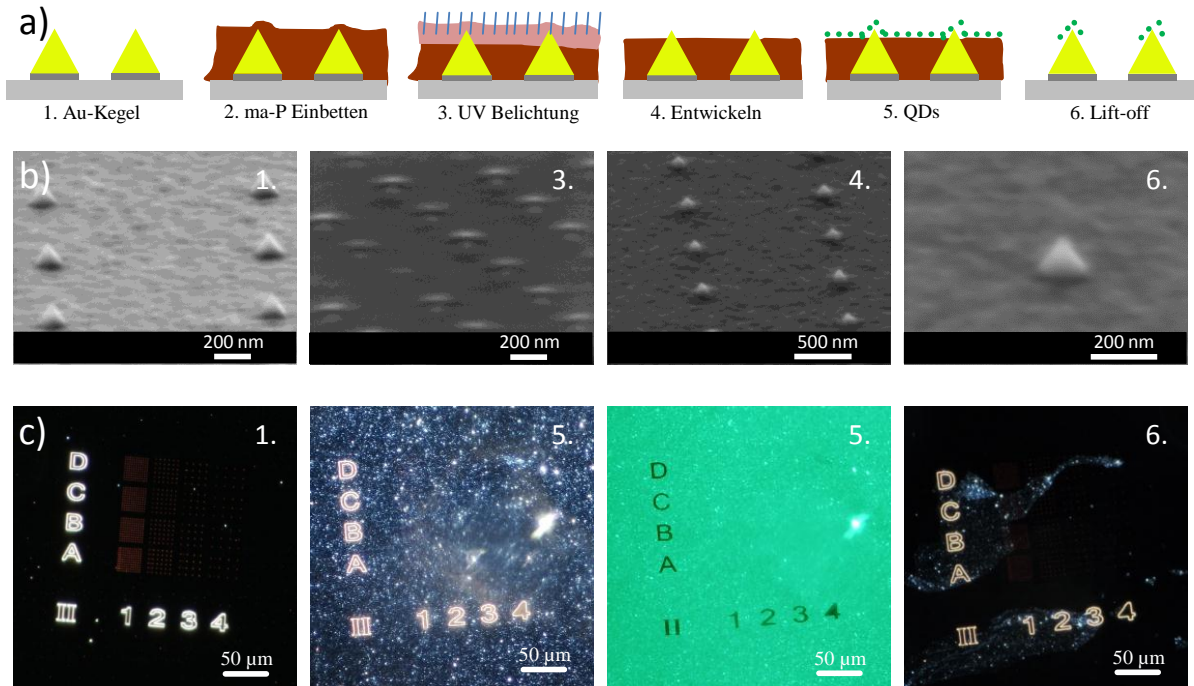 a)
1. Au-Kegel
2. ma-P Einbetten
3. UV Belichtung
4. Entwickeln
5. QDs
6. Lift-off
b)
1.
3.
4.
6.
200 nm
200 nm
500 nm
200 nm
c)
1.
5.
5.
6.
D
C
B
A
III 1 2 3 4
50 µm
D
C
B
A
III 1 2 3 4
50 µm
D
C
B
A
II 1 2 3 4
50 µm
D
C
B
A
III 1 2 3 4
50 µm